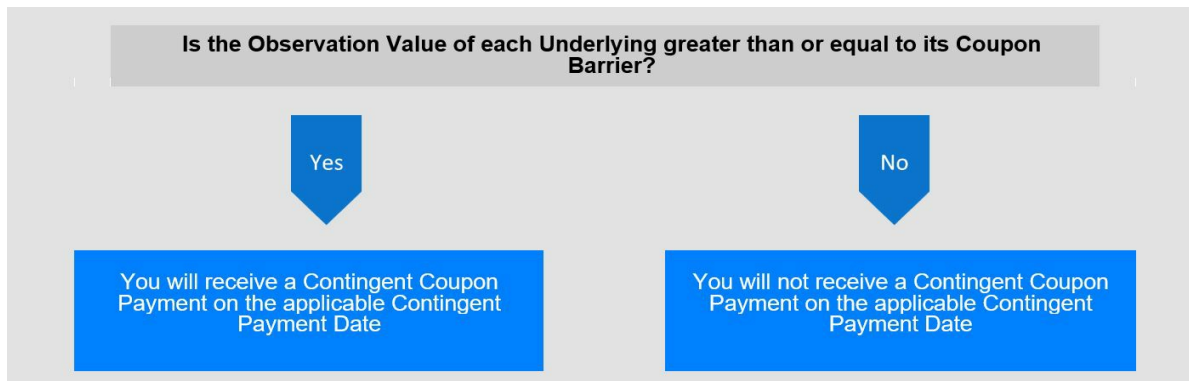 Is the Observation Value of each Underlying greater than or equal to its Coupon
Barrier?
Yes
No
You will receive a Contingent Coupon
Payment on the applicable Contingent
Payment Date
You will not receive a Contingent Coupon
Payment on the applicable Contingent
Payment Date